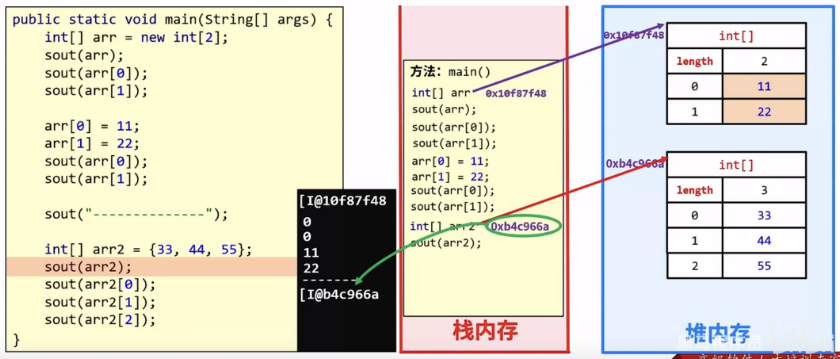 public static void main(String[] args) {
int[] arr = new int[2];
sout(arr);
sout(arr[0]);
sout(arr[1]);
arr[0] = 11;
arr[1] = 22;
sout(arr[0]);
sout(arr[1]);
sout("--------------");
int[] arr2 = {33, 44, 55};
sout(arr2);
sout(arr2[0]);
sout(arr2[1]);
sout(arr2[2]);
}
[I@10f87f48
0
0
11
22
--------
[I@b4c966a
方法：main()
int[] arr 0x10f87f48
sout(arr);
sout(arr[0]);
sout(arr[1]);
arr[0] = 11;
arr[1] = 22;
sout(arr[0]);
sout(arr[1]);
int[] arr2 0xb4c966a
sout(arr2);
栈内存
0x10f87f48
int[]
length 2
0 11
1 22
0xb4c966a
int[]
length 3
0 33
1 44
2 55
堆内存